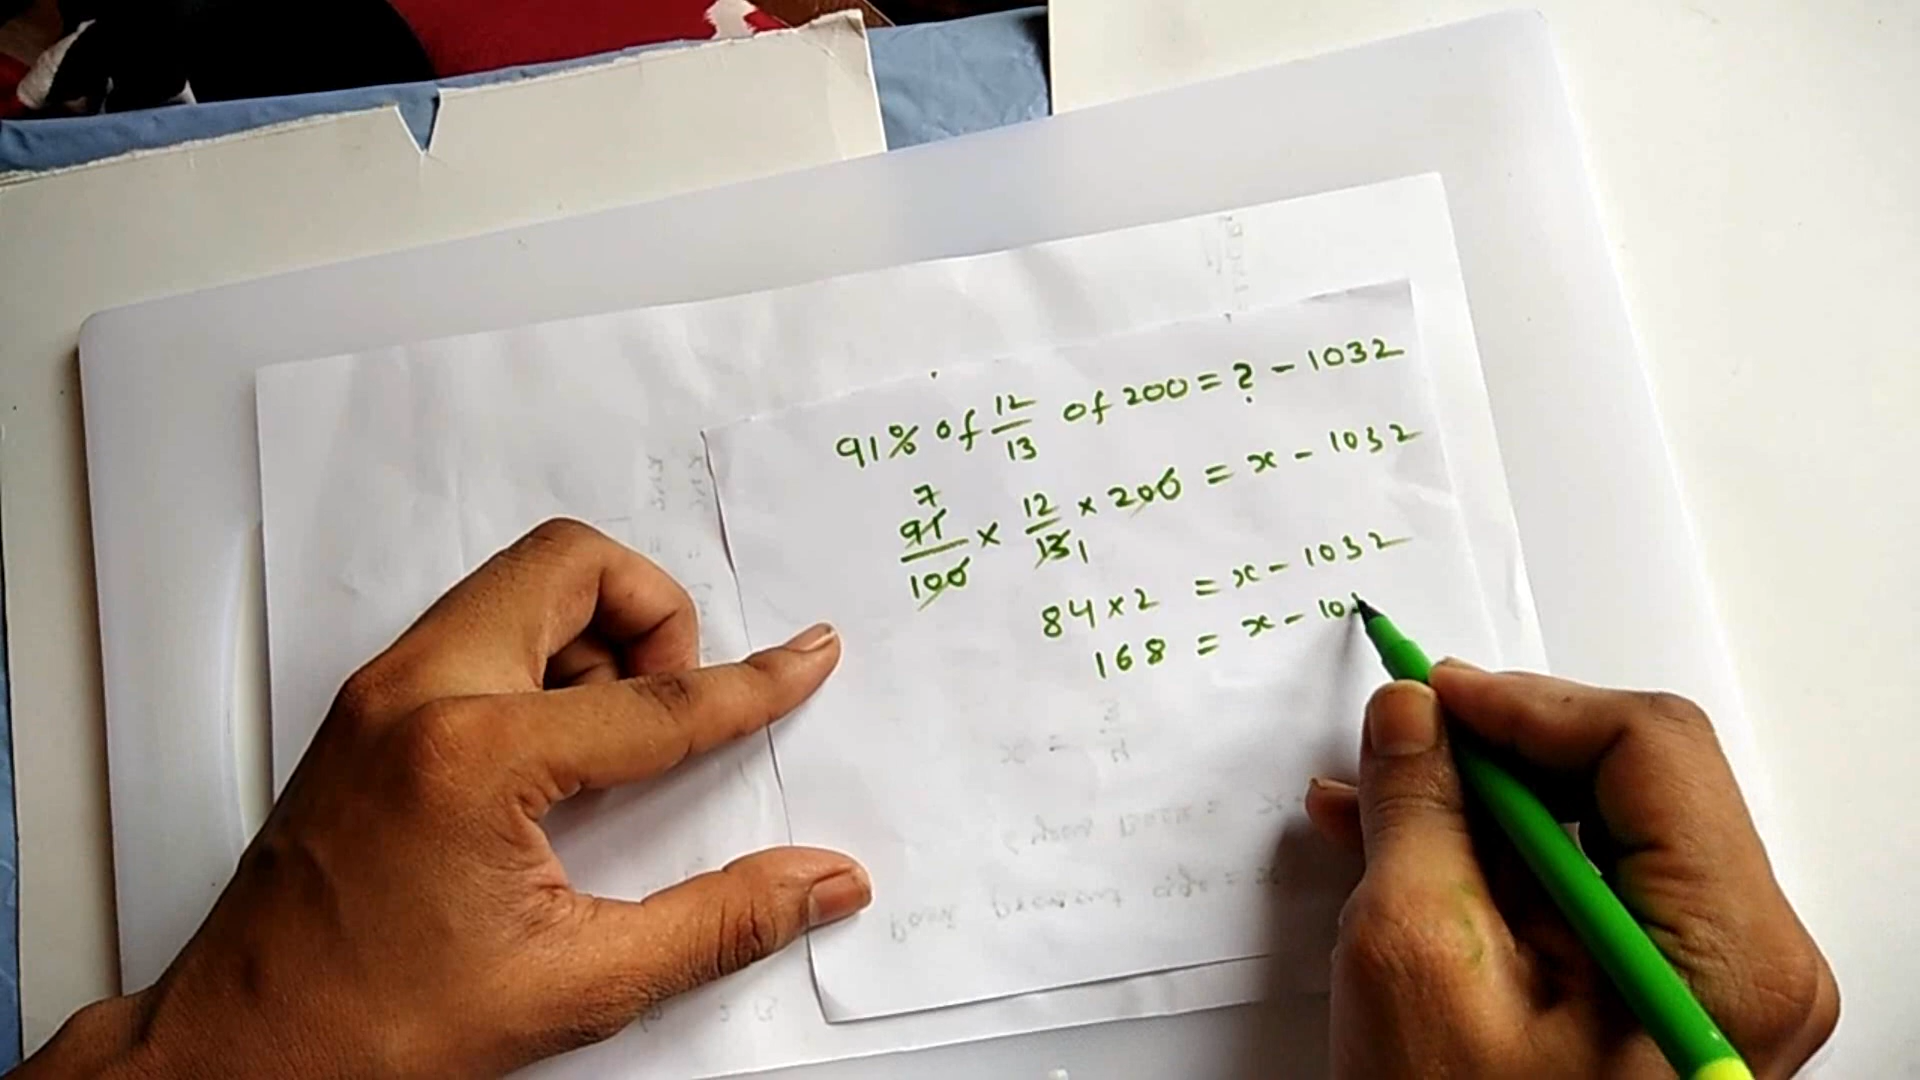 91% of 12/13 of 200 = ? - 1032
7
91/100 × 12/13 1 × 200 = x - 1032
84 × 2 = x - 1032
168 = x - 103